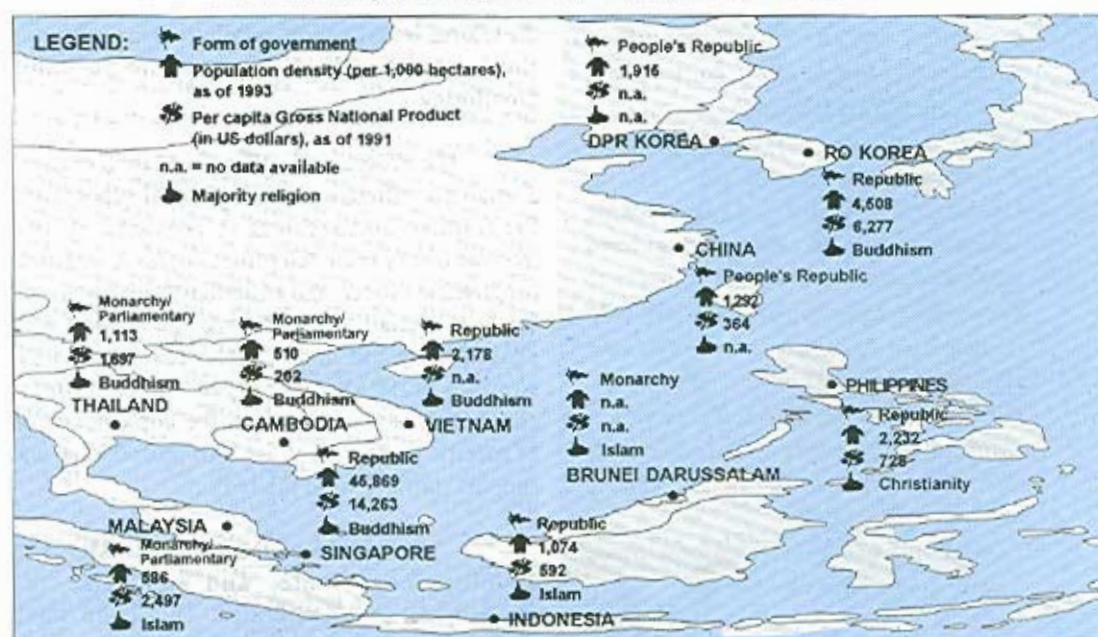 LEGEND:
Form of government
Population density (per 1,000 hectares),
as of 1993
Per capita Gross National Product
(in US dollars), as of 1991
n.a. = no data available
Majority religion
People's Republic
1,916
n.a.
n.a.
DPR KOREA
RO KOREA
Republic
4,508
6,277
Buddhism
CHINA
People's Republic
1,292
364
n.a.
Monarchy/
Parliamentary
1,113
1,697
Buddhism
THAILAND
Monarchy/
Parliamentary
510
202
Buddhism
CAMBODIA
Republic
2,178
n.a.
Buddhism
VIETNAM
Monarchy
n.a.
n.a.
Islam
BRUNEI DARUSSALAM
PHILIPPINES
Republic
2,232
728
Christianity
Republic
45,869
14,263
Buddhism
SINGAPORE
MALAYSIA
Monarchy/
Parliamentary
586
2,497
Islam
Republic
1,074
592
Islam
INDONESIA